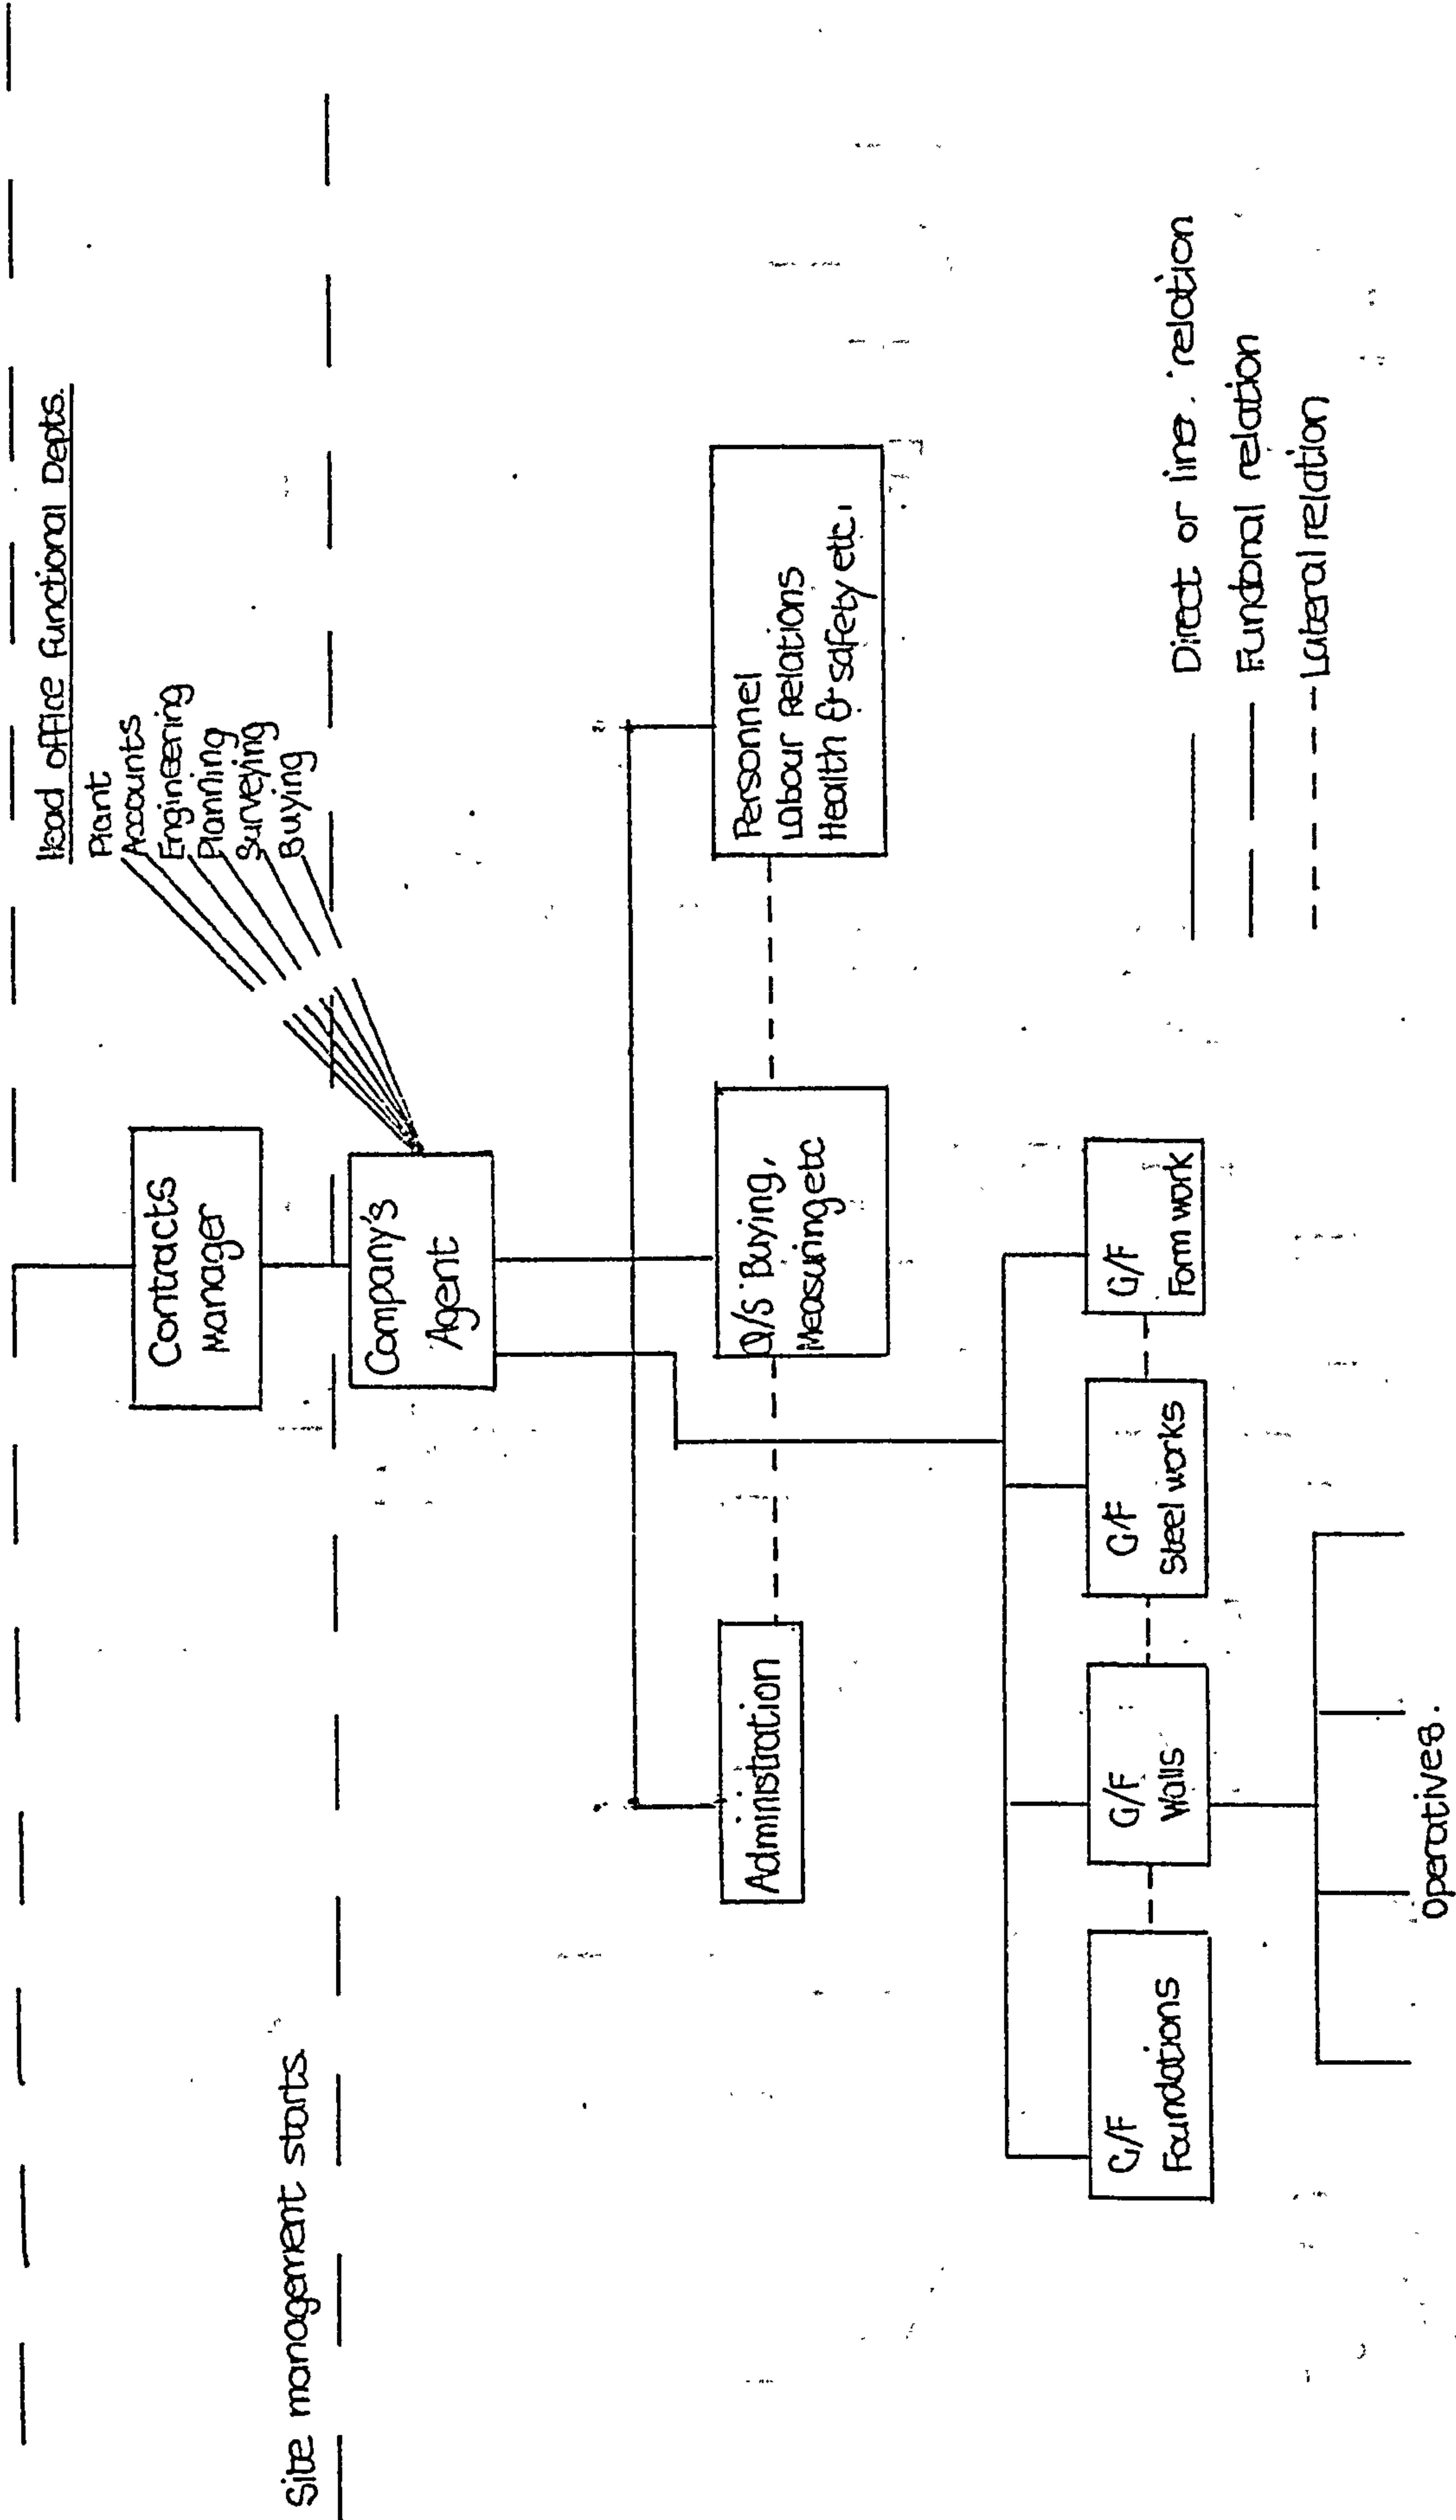 Head office Functional Depts.
Plant
Accounts
Engineering
Planning
Surveying
Buying
Contracts
Manager
Site management starts.
Company's
Agent
Administration
Q/S Buying,
Measuring etc
Personnel
Labour Relations
Health & safety etc.
G/F
Foundations
G/F
Walls
G/F
Steel works
G/F
Form work
Operatives.
Direct or line. relation
Fundonal relation
Lateral relation